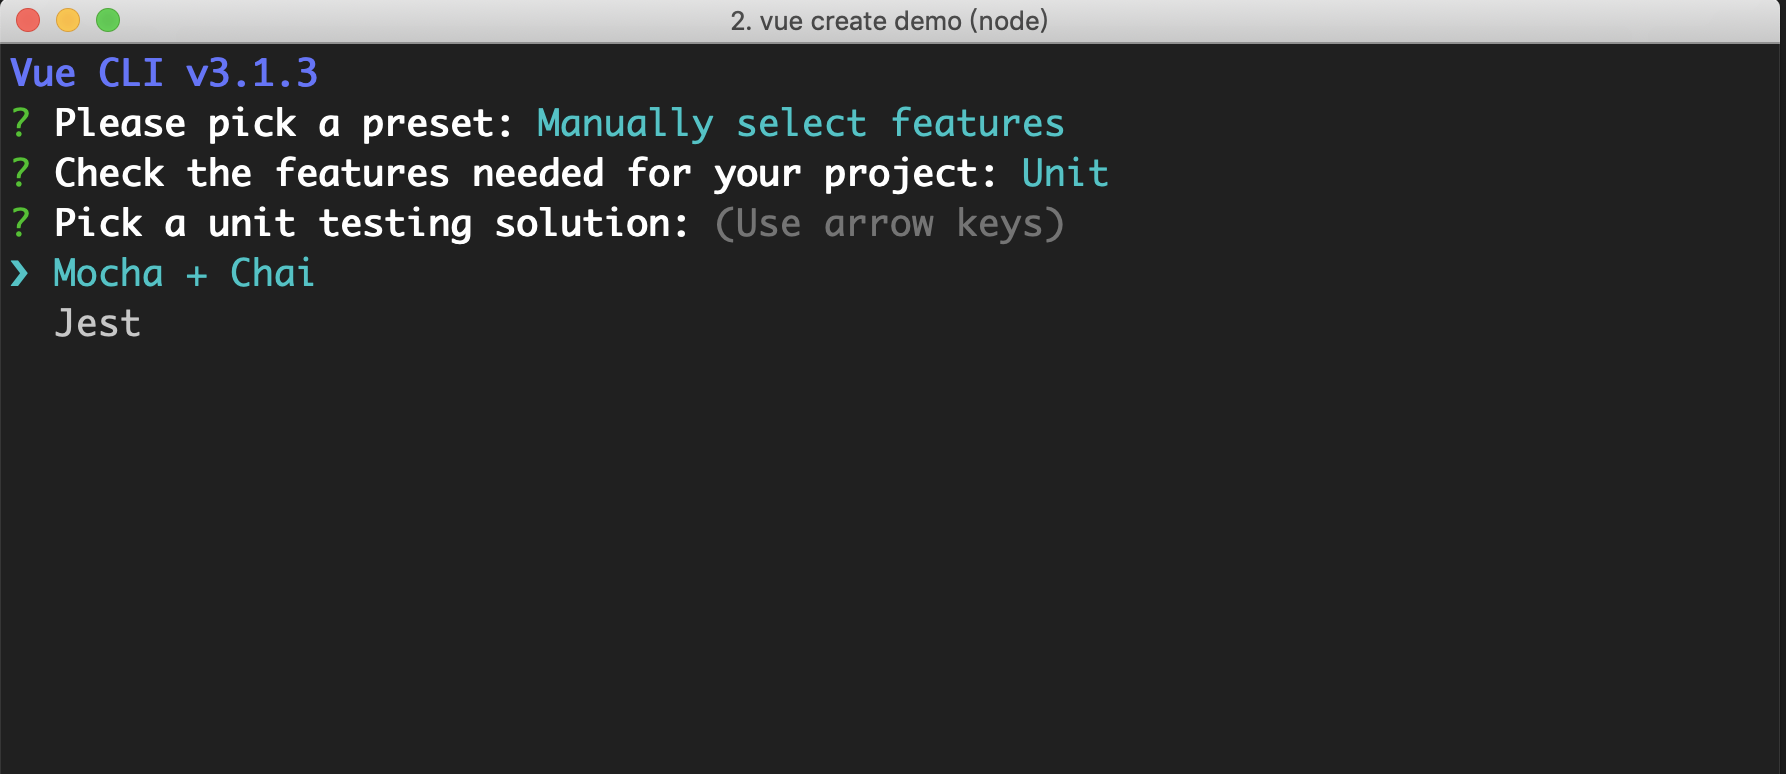 2. vue create demo (node)
Vue CLI v3.1.3
? Please pick a preset: Manually select features
? Check the features needed for your project: Unit
? Pick a unit testing solution: (Use arrow keys)
❯ Mocha + Chai
  Jest